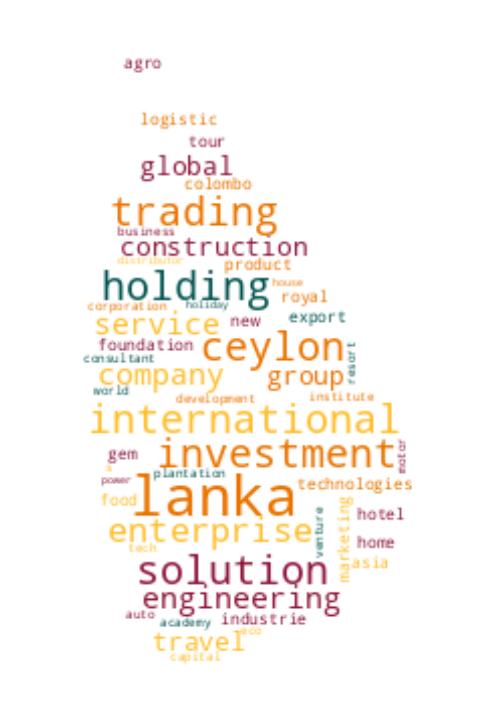 agro
logistic
tour
global
colombo
trading
business
construction
distributor
product
holding
house
corporation
holiday
royal
service
new
export
foundation
ceylon
resort
consultant
company
group
world
development
institute
international
gem
investment
motor
s
power
plantation
lanka
technologies
food
enterprise
venture
marketing
hotel
tech
home
solution
asia
engineering
auto
academy
industrie
eco
travel
capital